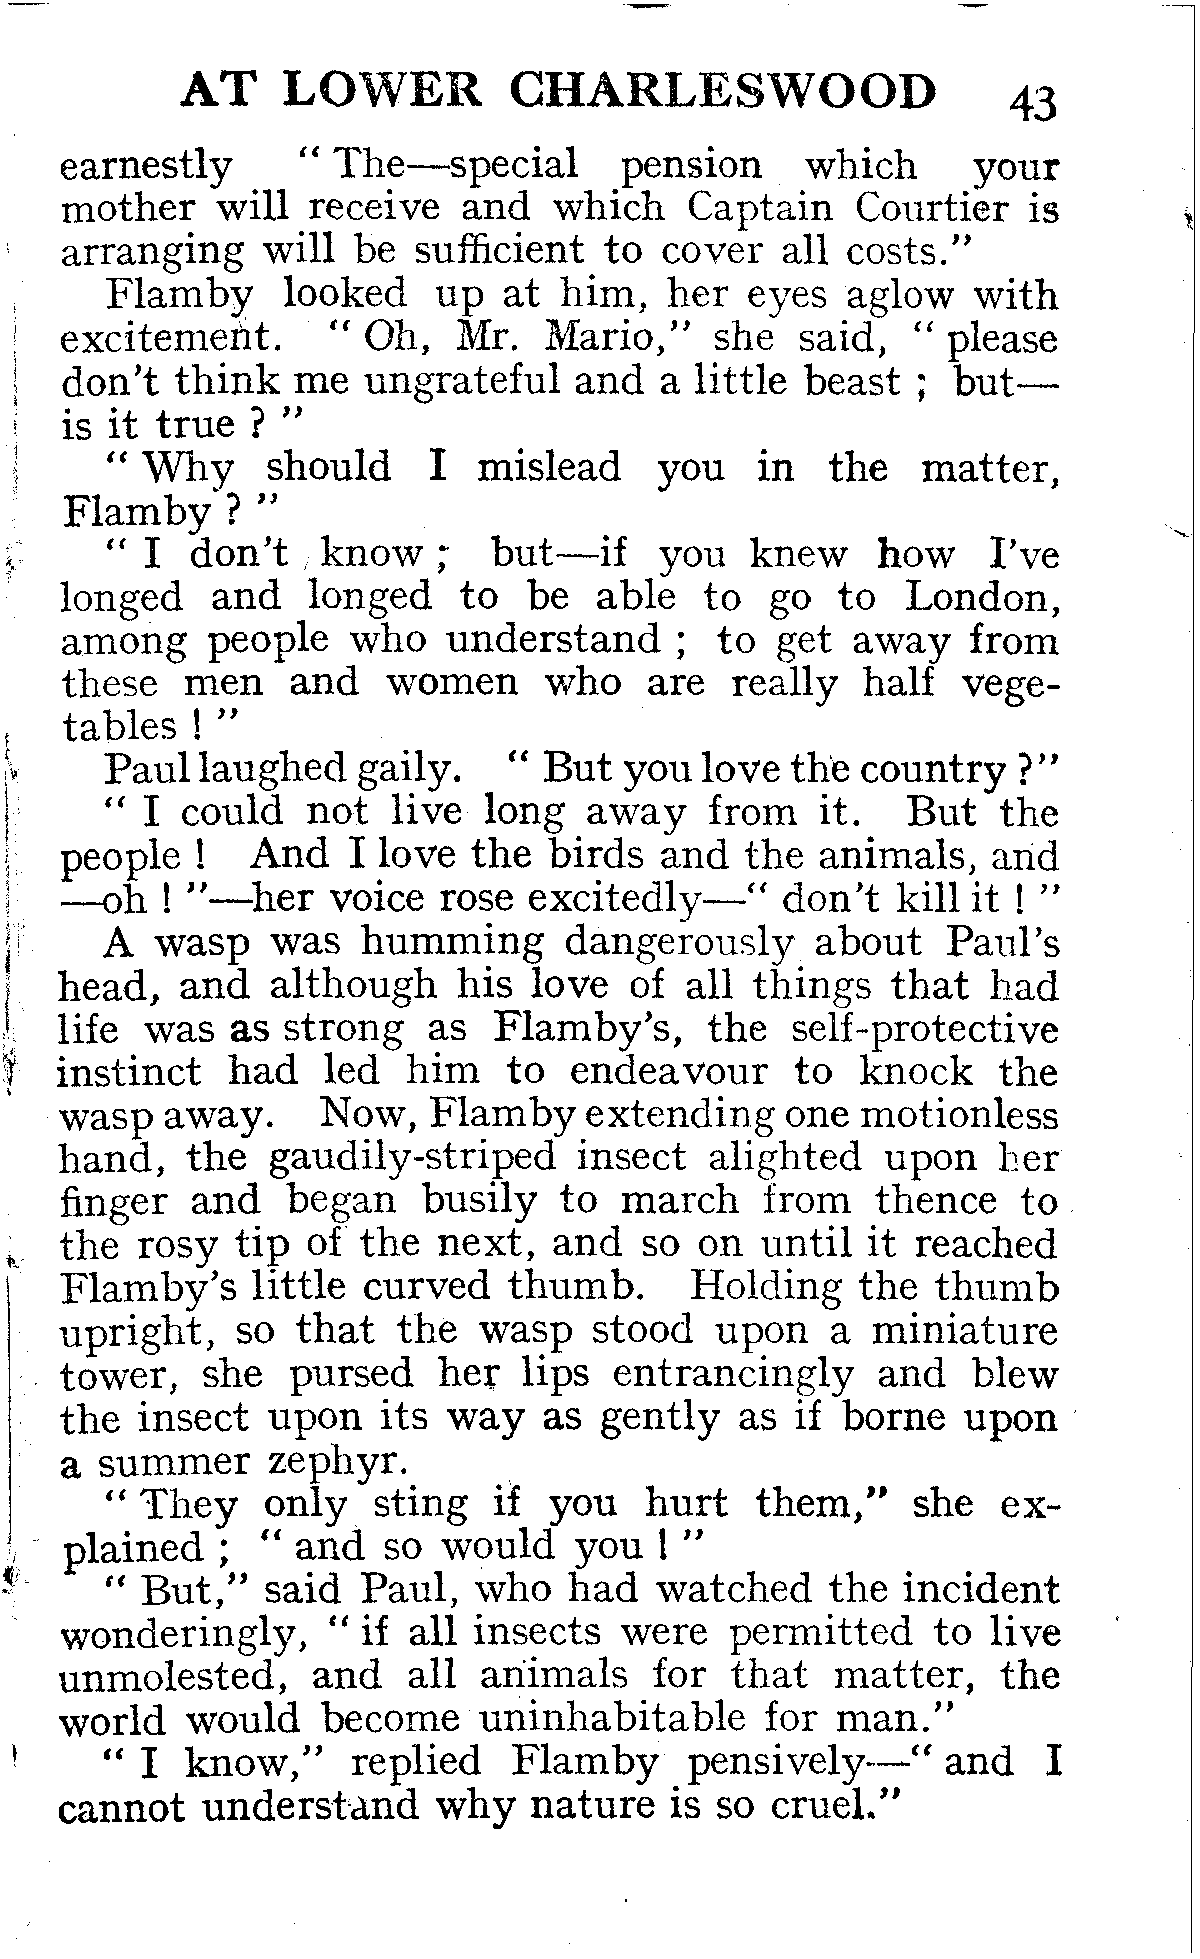 AT LOWER CHARLESWOOD 43
earnestly “ The—special pension which your
mother will receive and which Captain Courtier is
arranging will be sufficient to cover all costs.”
Flamby looked up at him, her eyes aglow with
excitement. “ Oh, Mr. Mario,” she said, “ please
don't think me ungrateful and a little beast ; but—
is it true ? ”
“ Why should I mislead you in the matter,
Flamby ? ”
“ I don't know ; but—if you knew how I've
longed and longed to be able to go to London,
among people who understand ; to get away from
these men and women who are really half vege-
tables ! ”
Paul laughed gaily. “ But you love the country ?”
“ I could not live long away from it. But the
people ! And I love the birds and the animals, and
—oh ! ”—her voice rose excitedly—“ don't kill it ! ”
A wasp was humming dangerously about Paul's
head, and although his love of all things that had
life was as strong as Flamby's, the self-protective
instinct had led him to endeavour to knock the
wasp away. Now, Flamby extending one motionless
hand, the gaudily-striped insect alighted upon her
finger and began busily to march from thence to
the rosy tip of the next, and so on until it reached
Flamby's little curved thumb. Holding the thumb
upright, so that the wasp stood upon a miniature
tower, she pursed her lips entrancingly and blew
the insect upon its way as gently as if borne upon
a summer zephyr.
“ They only sting if you hurt them,” she ex-
plained ; “ and so would you ! ”
“ But,” said Paul, who had watched the incident
wonderingly, “ if all insects were permitted to live
unmolested, and all animals for that matter, the
world would become uninhabitable for man.”
“ I know,” replied Flamby pensively—“ and I
cannot understand why nature is so cruel.”